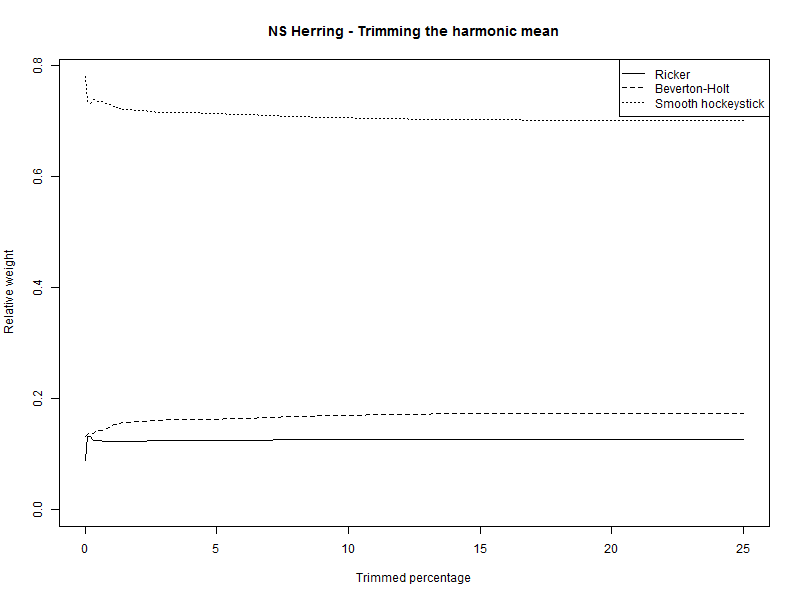 NS Herring - Trimming the harmonic mean
Ricker
Beverton-Holt
Smooth hockeystick
Relative weight
0.8
0.6
0.4
0.2
0.0
0 5 10 15 20 25
Trimmed percentage